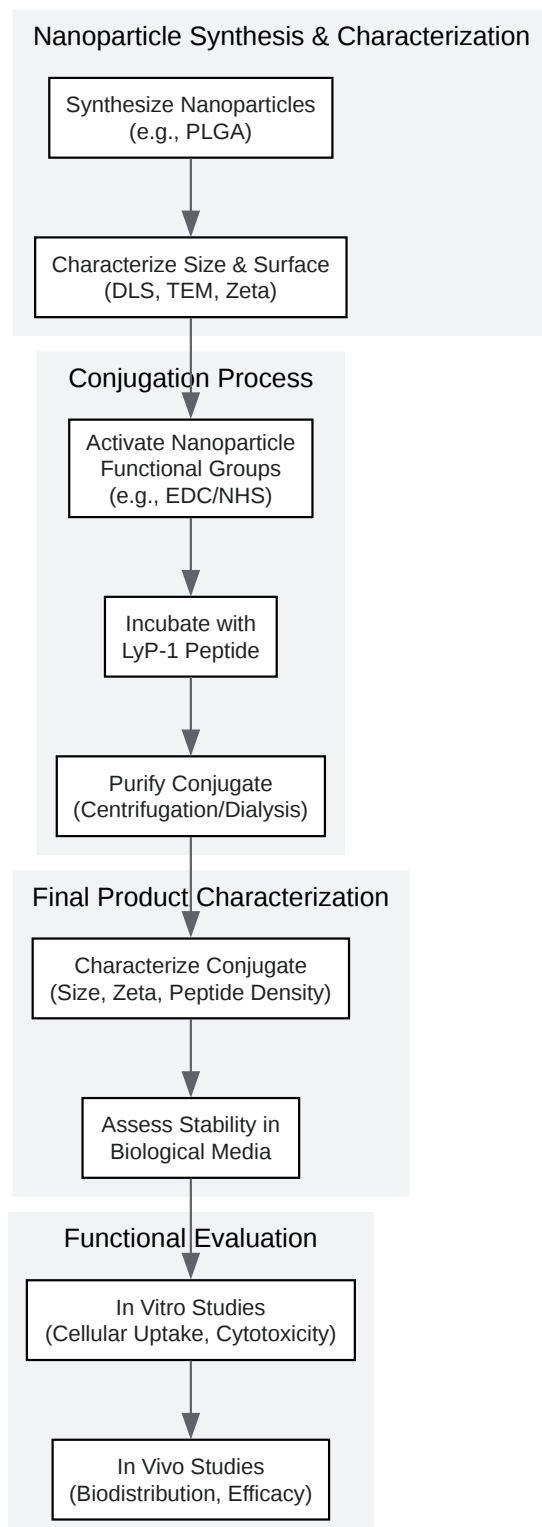 Nanoparticle Synthesis & Characterization
Synthesize Nanoparticles
(e.g., PLGA)
Characterize Size & Surface
(DLS, TEM, Zeta)
Conjugation Process
Activate Nanoparticle
Functional Groups
(e.g., EDC/NHS)
Incubate with
LyP-1 Peptide
Purify Conjugate
(Centrifugation/Dialysis)
Final Product Characterization
Characterize Conjugate
(Size, Zeta, Peptide Density)
Assess Stability in
Biological Media
Functional Evaluation
In Vitro Studies
(Cellular Uptake, Cytotoxicity)
In Vivo Studies
(Biodistribution, Efficacy)